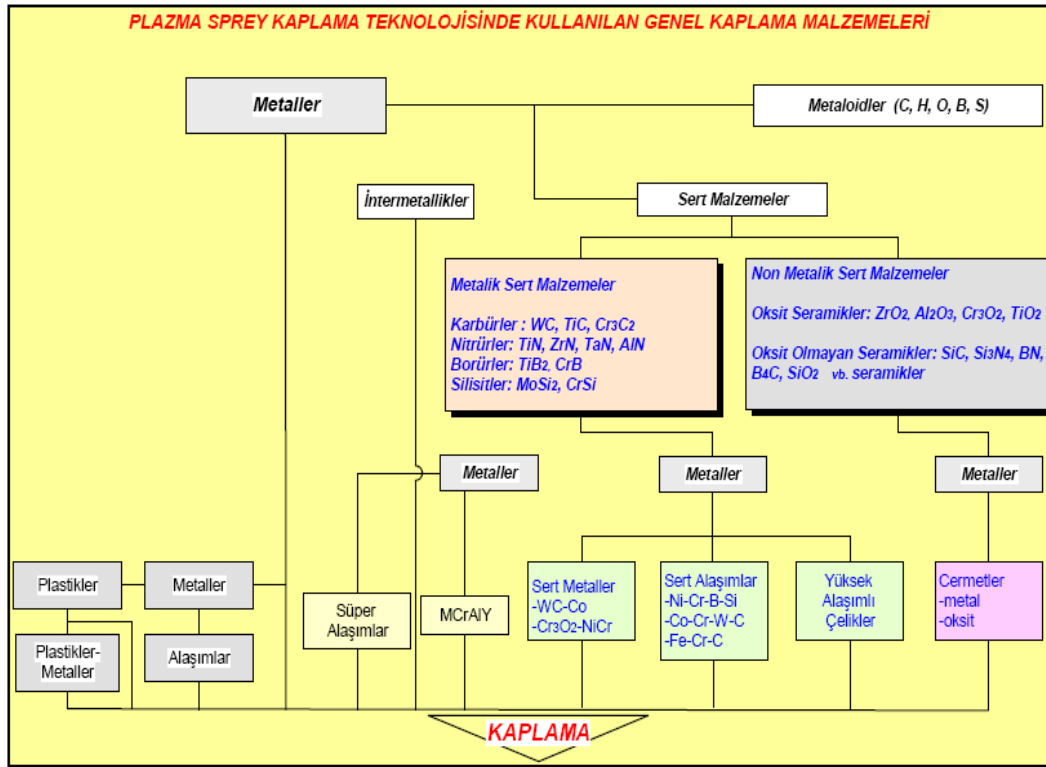 PLAZMA SPREY KAPLAMA TEKNOLOJİSİNDE KULLANILAN GENEL KAPLAMA MALZEMELERİ
Metaller
Metaloidler (C, H, O, B, S)
İntermetallikler
Sert Malzemeler
Metalik Sert Malzemeler
Karbürler : WC, TiC, Cr3C2
Nitrürler: TiN, ZrN, TaN, AlN
Borürler: TiB2, CrB
Silisitler: MoSi2, CrSi
Non Metalik Sert Malzemeler
Oksit Seramikler: ZrO2, Al2O3, Cr3O2, TiO2
Oksit Olmayan Seramikler: SiC, Si3N4, BN,
B4C, SiO2 vb. seramikler
Metaller
Metaller
Metaller
Plastikler
Metaller
Plastikler-
Metaller
Alaşımlar
Süper
Alaşımlar
MCrAlY
Sert Metaller
-WC-Co
-Cr3O2-NiCr
Sert Alaşımlar
-Ni-Cr-B-Si
-Co-Cr-W-C
-Fe-Cr-C
Yüksek
Alaşımlı
Çelikler
Cermetler
-metal
-oksit
KAPLAMA